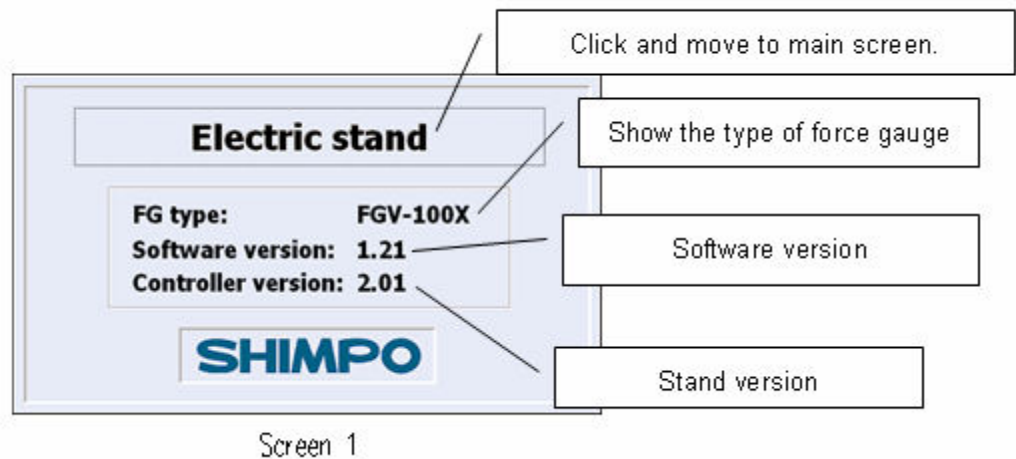 Click and move to main screen.
Electric stand
Show the type of force gauge
FG type: FGV-100X
Software version: 1.21
Software version
Controller version: 2.01
SHIMPO
Stand version
Screen 1